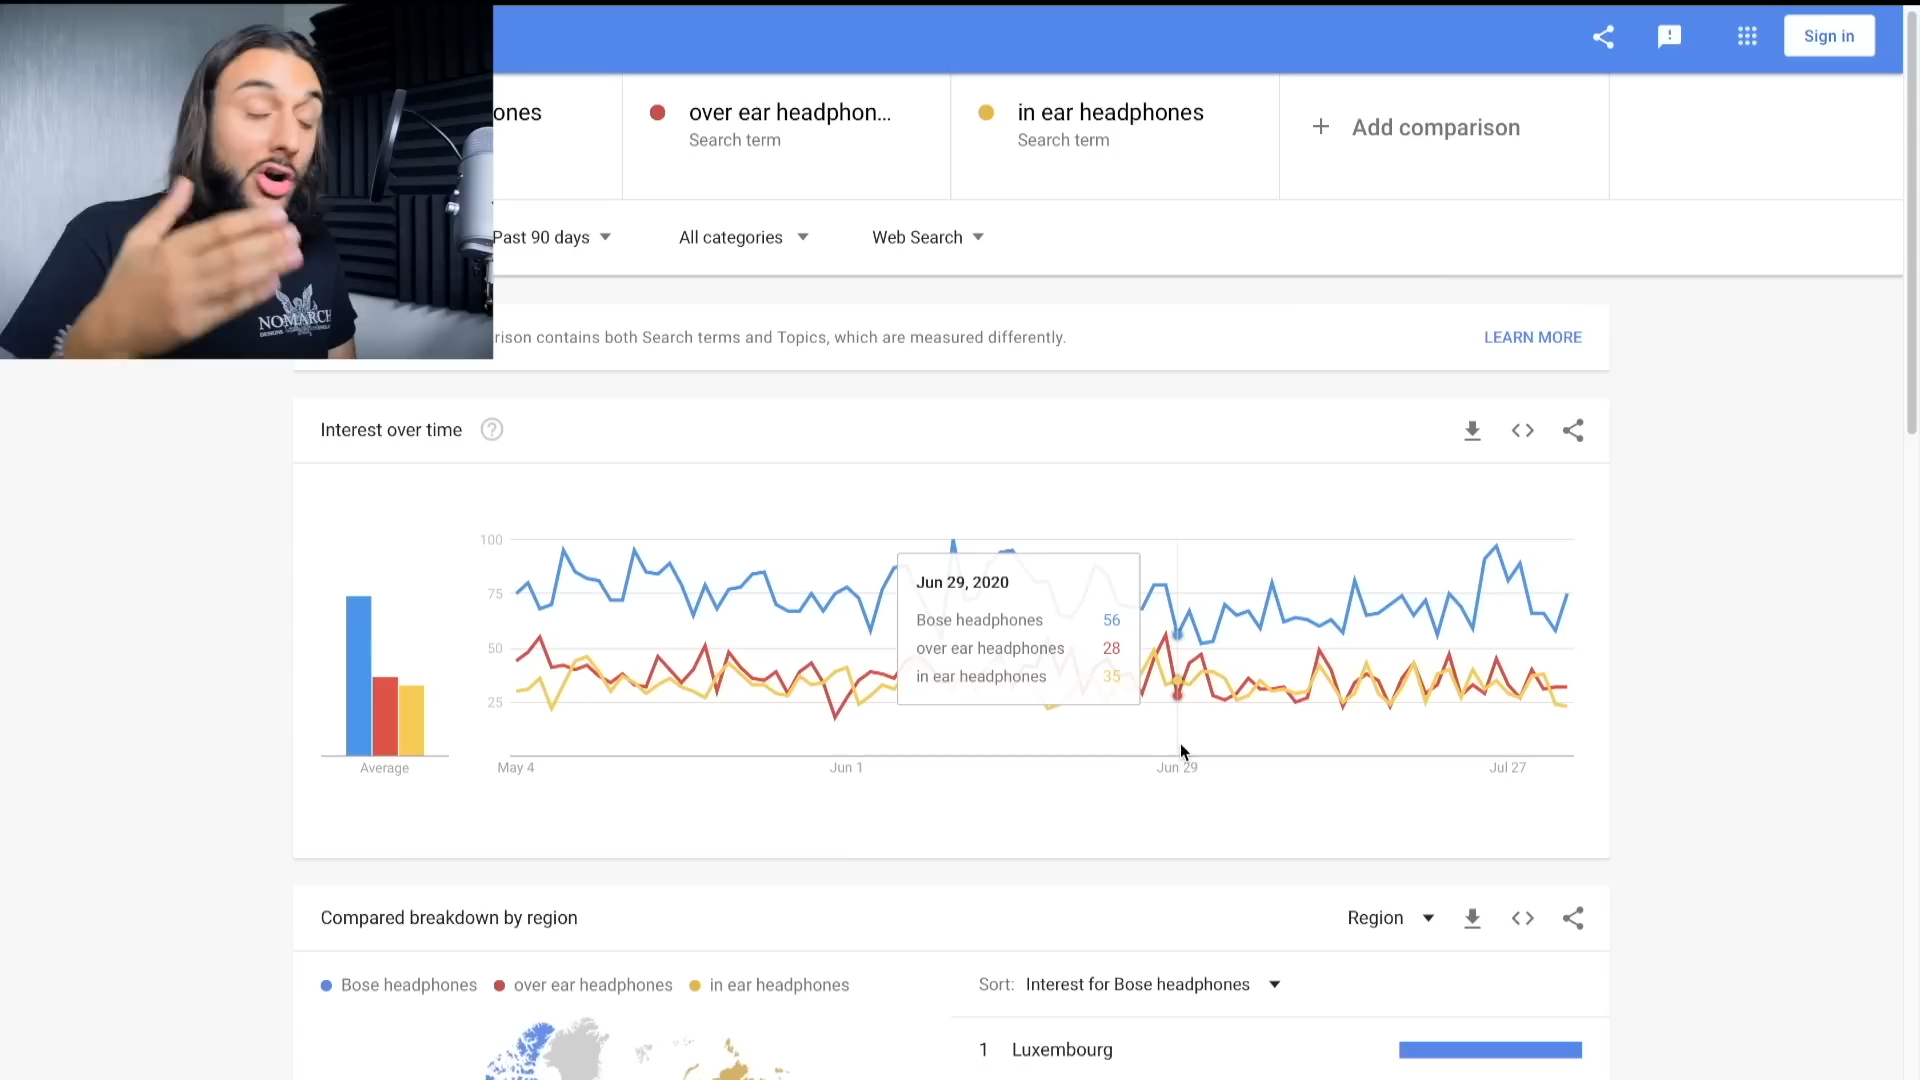 Sign in
ones
over ear headphon...
in ear headphones
+ Add comparison
Search term
Search term
Past 90 days
All categories
Web Search
NOMARCH
rison contains both Search terms and Topics, which are measured differently.
LEARN MORE
Interest over time
100
75
50
25
Jun 29, 2020
Bose headphones 56
over ear headphones 28
in ear headphones 35
Average
May 4
Jun 1
Jun 29
Jul 27
Compared breakdown by region
Region
Bose headphones
over ear headphones
in ear headphones
Sort: Interest for Bose headphones
1 Luxembourg